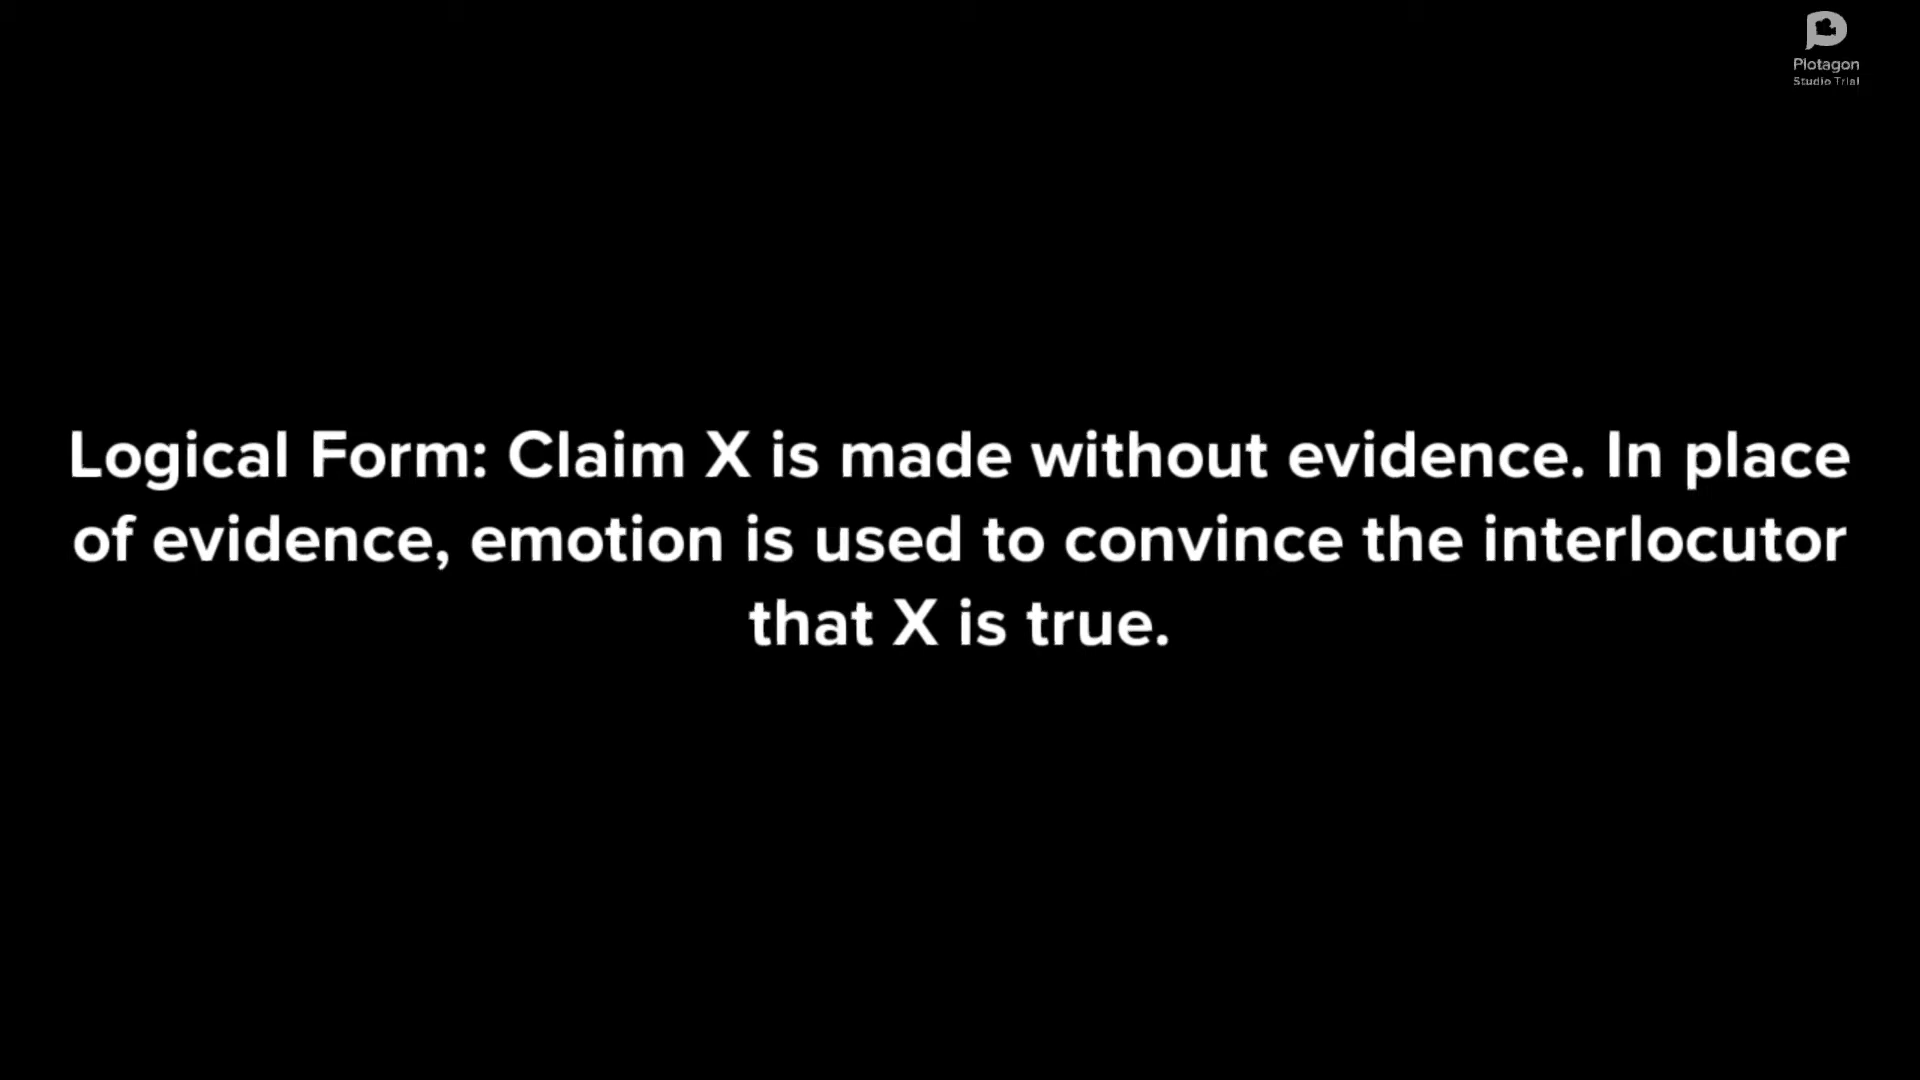 Plotagon
Studio Trial
Logical Form: Claim X is made without evidence. In place
of evidence, emotion is used to convince the interlocutor
that X is true.